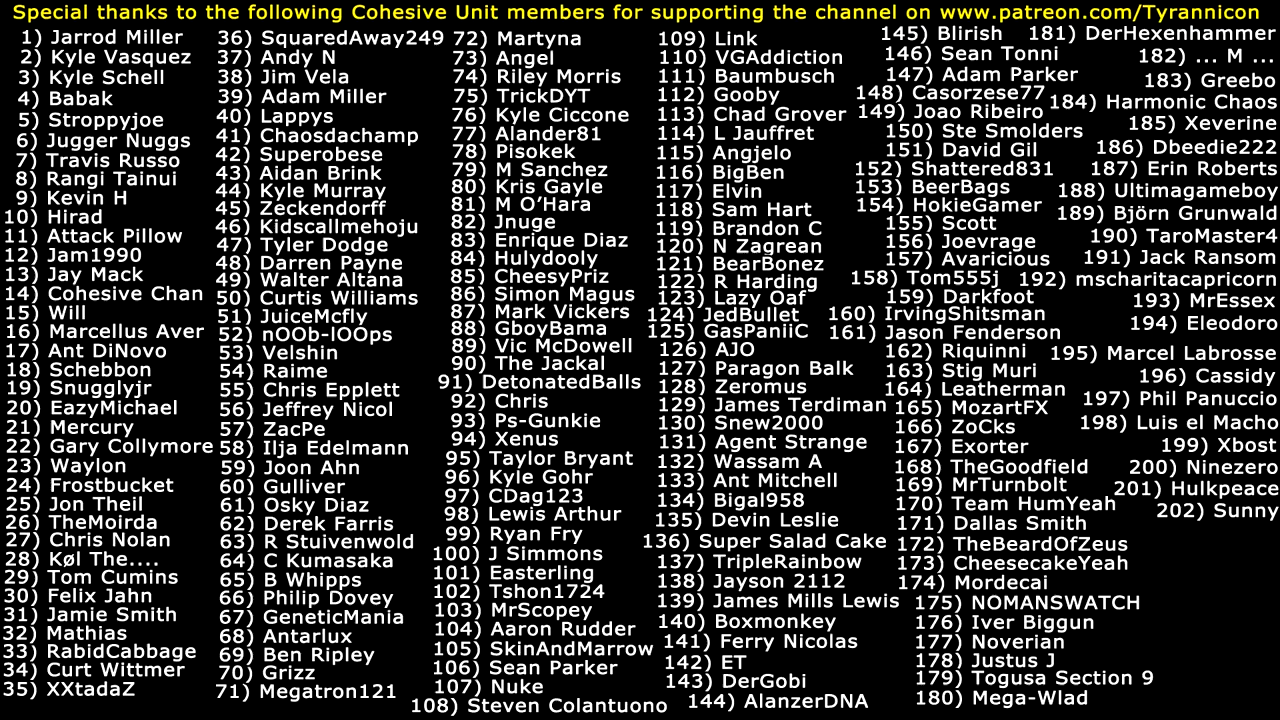 Special thanks to the following Cohesive Unit members for supporting the channel on www.patreon.com/Tyrannicon
1) Jarrod Miller
2) Kyle Vasquez
3) Kyle Schell
4) Babak
5) Stroppyjoe
6) Jugger Nuggs
7) Travis Russo
8) Rangi Tainui
9) Kevin H
10) Hirad
11) Attack Pillow
12) Jam1990
13) Jay Mack
14) Cohesive Chan
15) Will
16) Marcellus Aver
17) Ant DiNovo
18) Schebbon
19) Snugglyjr
20) EazyMichael
21) Mercury
22) Gary Collymore
23) Waylon
24) Frostbucket
25) Jon Theil
26) TheMoirda
27) Chris Nolan
28) Køl The....
29) Tom Cumins
30) Felix Jahn
31) Jamie Smith
32) Mathias
33) RabidCabbage
34) Curt Wittmer
35) XXtadaZ
36) SquaredAway249
37) Andy N
38) Jim Vela
39) Adam Miller
40) Lappys
41) Chaosdachamp
42) Superobese
43) Aidan Brink
44) Kyle Murray
45) Zeckendorff
46) Kidscallmehoju
47) Tyler Dodge
48) Darren Payne
49) Walter Altana
50) Curtis Williams
51) JuiceMcfly
52) nOOb-lOOps
53) Velshin
54) Raime
55) Chris Epplett
56) Jeffrey Nicol
57) ZacPe
58) Ilja Edelmann
59) Joon Ahn
60) Gulliver
61) Osky Diaz
62) Derek Farris
63) R Stuivenwold
64) C Kumasaka
65) B Whipps
66) Philip Dovey
67) GeneticMania
68) Antarlux
69) Ben Ripley
70) Grizz
71) Megatron121
72) Martyna
73) Angel
74) Riley Morris
75) TrickDYT
76) Kyle Ciccone
77) Alander81
78) Pisokek
79) M Sanchez
80) Kris Gayle
81) M O’Hara
82) Jnuge
83) Enrique Diaz
84) Hulydooly
85) CheesyPriz
86) Simon Magus
87) Mark Vickers
88) GboyBama
89) Vic McDowell
90) The Jackal
91) DetonatedBalls
92) Chris
93) Ps-Gunkie
94) Xenus
95) Taylor Bryant
96) Kyle Gohr
97) CDag123
98) Lewis Arthur
99) Ryan Fry
100) J Simmons
101) Easterling
102) Tshon1724
103) MrScopey
104) Aaron Rudder
105) SkinAndMarrow
106) Sean Parker
107) Nuke
108) Steven Colantuono
109) Link
110) VGAddiction
111) Baumbusch
112) Gooby
113) Chad Grover
114) L Jauffret
115) Angjelo
116) BigBen
117) Elvin
118) Sam Hart
119) Brandon C
120) N Zagrean
121) BearBonez
122) R Harding
123) Lazy Oaf
124) JedBullet
125) GasPaniiC
126) AJO
127) Paragon Balk
128) Zeromus
129) James Terdiman
130) Snew2000
131) Agent Strange
132) Wassam A
133) Ant Mitchell
134) Bigal958
135) Devin Leslie
136) Super Salad Cake
137) TripleRainbow
138) Jayson 2112
139) James Mills Lewis
140) Boxmonkey
141) Ferry Nicolas
142) ET
143) DerGobi
144) AlanzerDNA
145) Blirish
146) Sean Tonni
147) Adam Parker
148) Casorzese77
149) Joao Ribeiro
150) Ste Smolders
151) David Gil
152) Shattered831
153) BeerBags
154) HokieGamer
155) Scott
156) Joevrage
157) Avaricious
158) Tom555j
159) Darkfoot
160) IrvingShitsman
161) Jason Fenderson
162) Riquinni
163) Stig Muri
164) Leatherman
165) MozartFX
166) ZoCks
167) Exorter
168) TheGoodfield
169) MrTurnbolt
170) Team HumYeah
171) Dallas Smith
172) TheBeardOfZeus
173) CheesecakeYeah
174) Mordecai
175) NOMANSWATCH
176) Iver Biggun
177) Noverian
178) Justus J
179) Togusa Section 9
180) Mega-Wlad
181) DerHexenhammer
182) ... M ...
183) Greebo
184) Harmonic Chaos
185) Xeverine
186) Dbeedie222
187) Erin Roberts
188) Ultimagameboy
189) Björn Grunwald
190) TaroMaster4
191) Jack Ransom
192) mscharitacapricorn
193) MrEssex
194) Eleodoro
195) Marcel Labrosse
196) Cassidy
197) Phil Panuccio
198) Luis el Macho
199) Xbost
200) Ninezero
201) Hulkpeace
202) Sunny